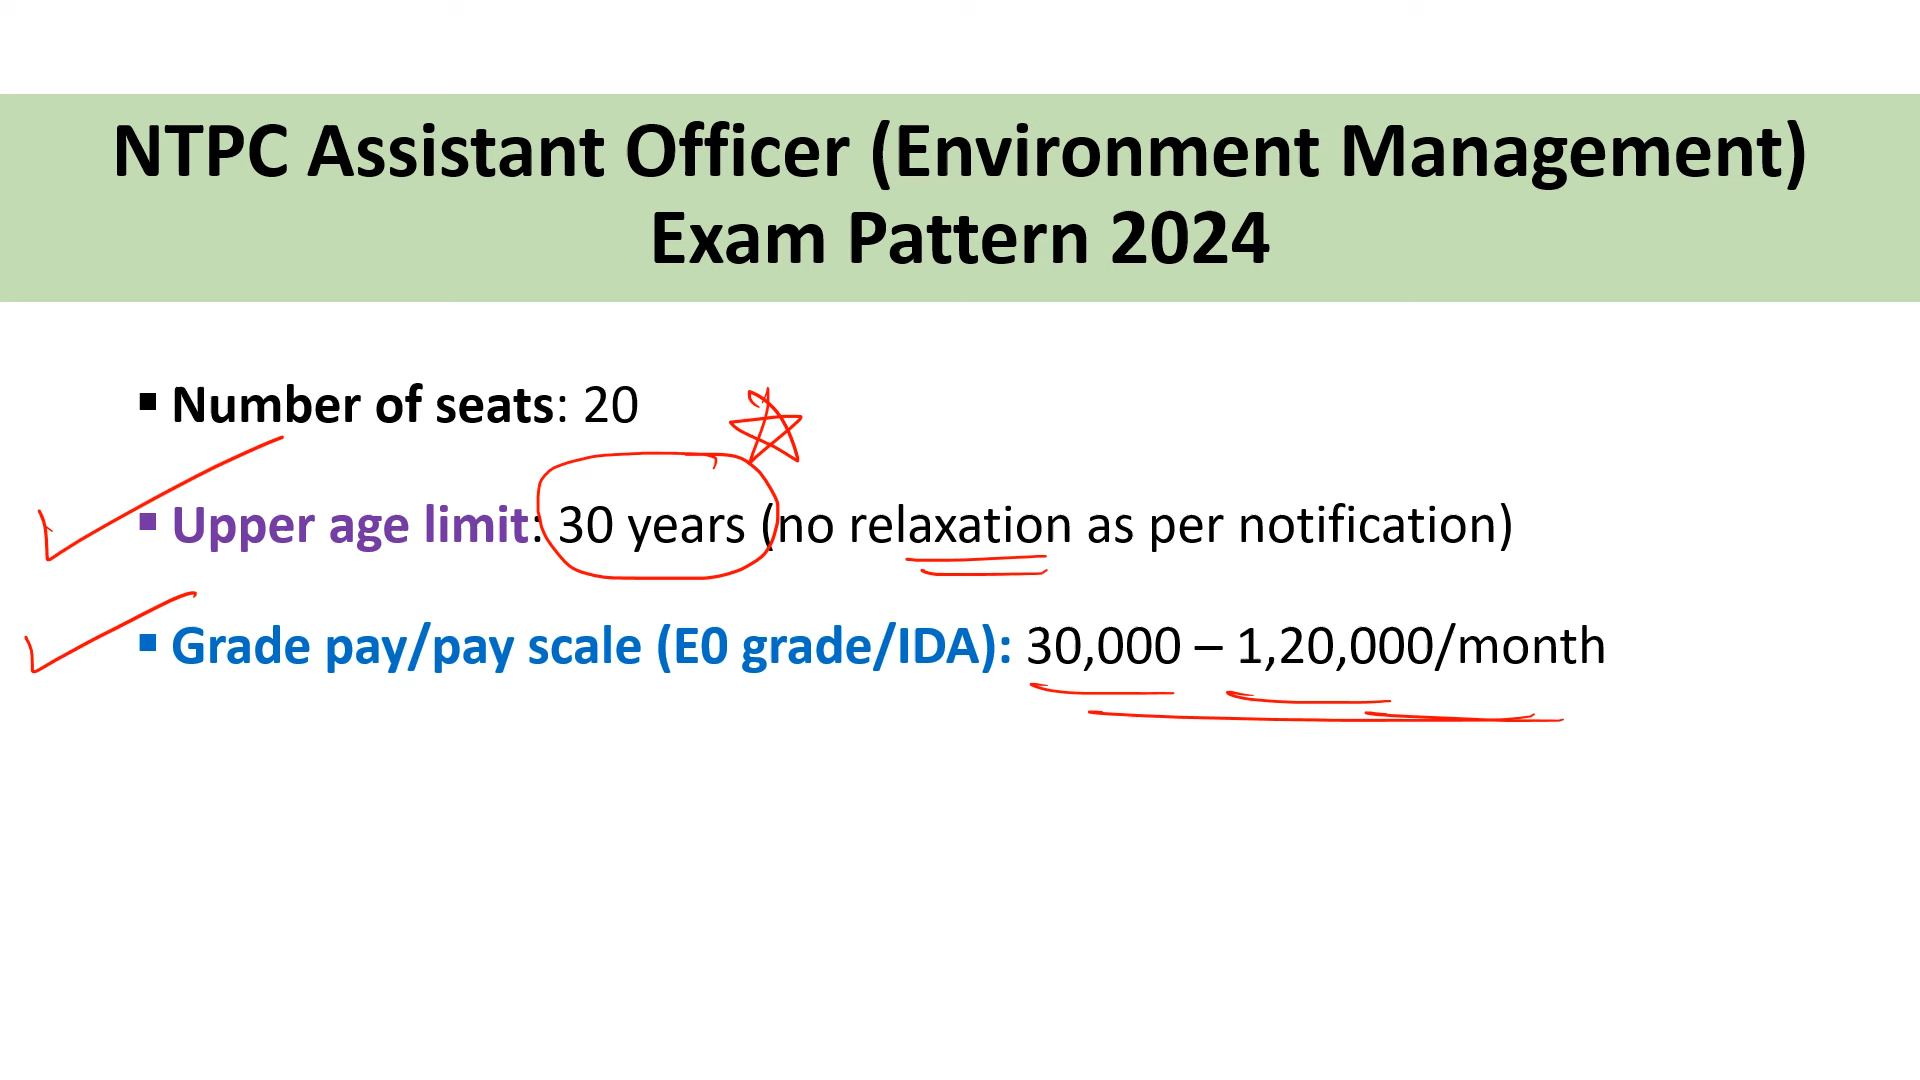 NTPC Assistant Officer (Environment Management)
Exam Pattern 2024
▪ Number of seats: 20
▪ Upper age limit: 30 years (no relaxation as per notification)
▪ Grade pay/pay scale (E0 grade/IDA): 30,000 – 1,20,000/month